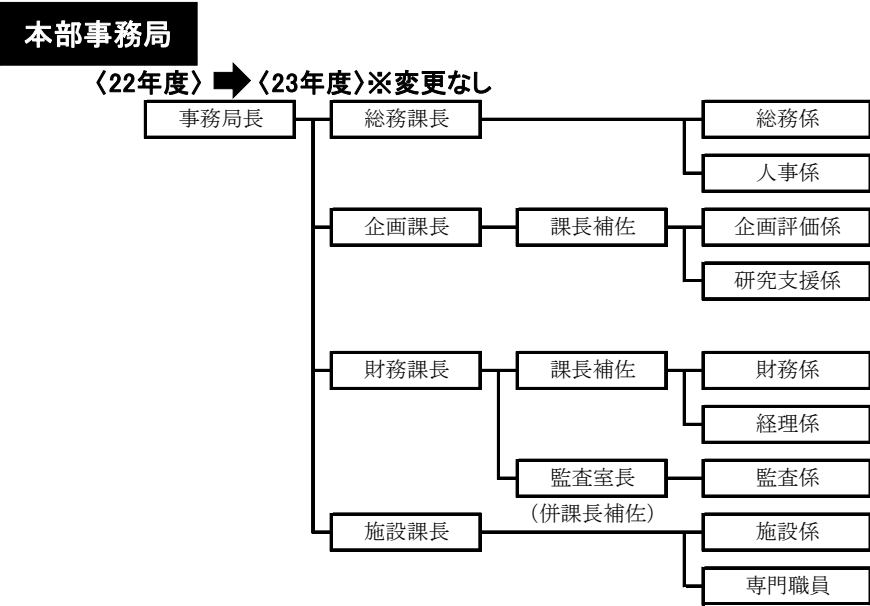 本部事務局
〈22年度〉 〈23年度〉※変更なし
事務局長 総務課長 総務係
人事係
企画課長 課長補佐 企画評価係
研究支援係
財務課長 課長補佐 財務係
経理係
監査室長 監査係
(併課長補佐)
施設課長 施設係
専門職員